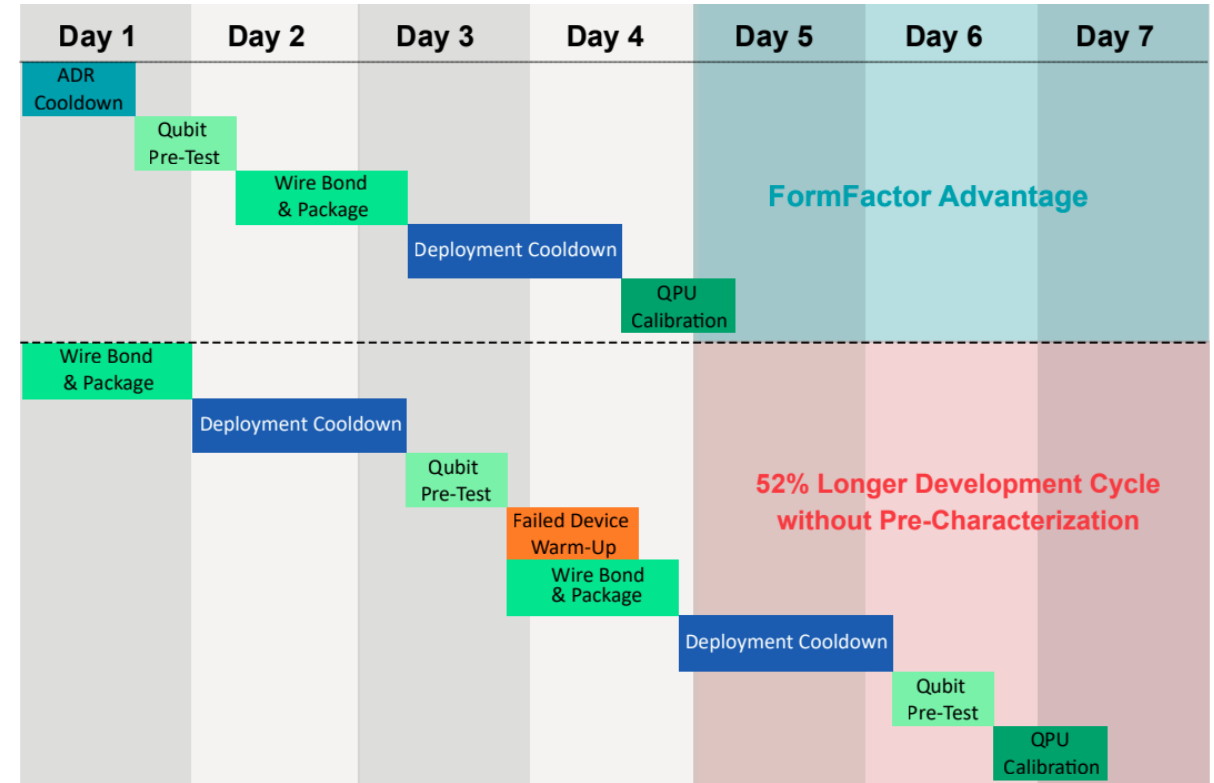 Day 1 Day 2 Day 3 Day 4 Day 5 Day 6 Day 7
ADR
Cooldown
Qubit
Pre-Test
Wire Bond
& Package
FormFactor Advantage
Deployment Cooldown
QPU
Calibration
Wire Bond
& Package
Deployment Cooldown
Qubit
Pre-Test
52% Longer Development Cycle
without Pre-Characterization
Failed Device
Warm-Up
Wire Bond
& Package
Deployment Cooldown
Qubit
Pre-Test
QPU
Calibration